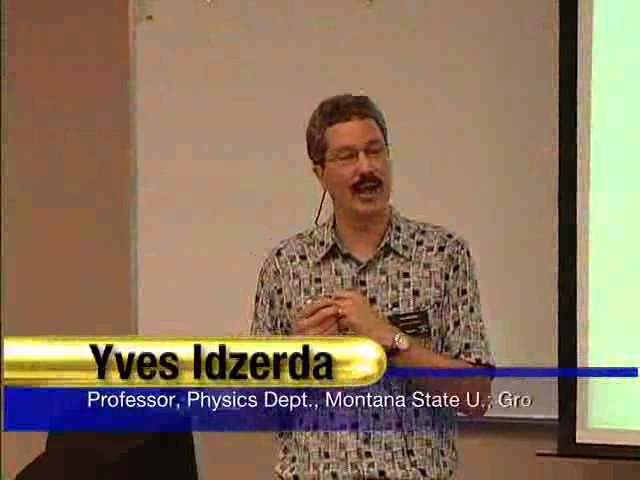 Yves Idzerda
Professor, Physics Dept., Montana State U.; Gro